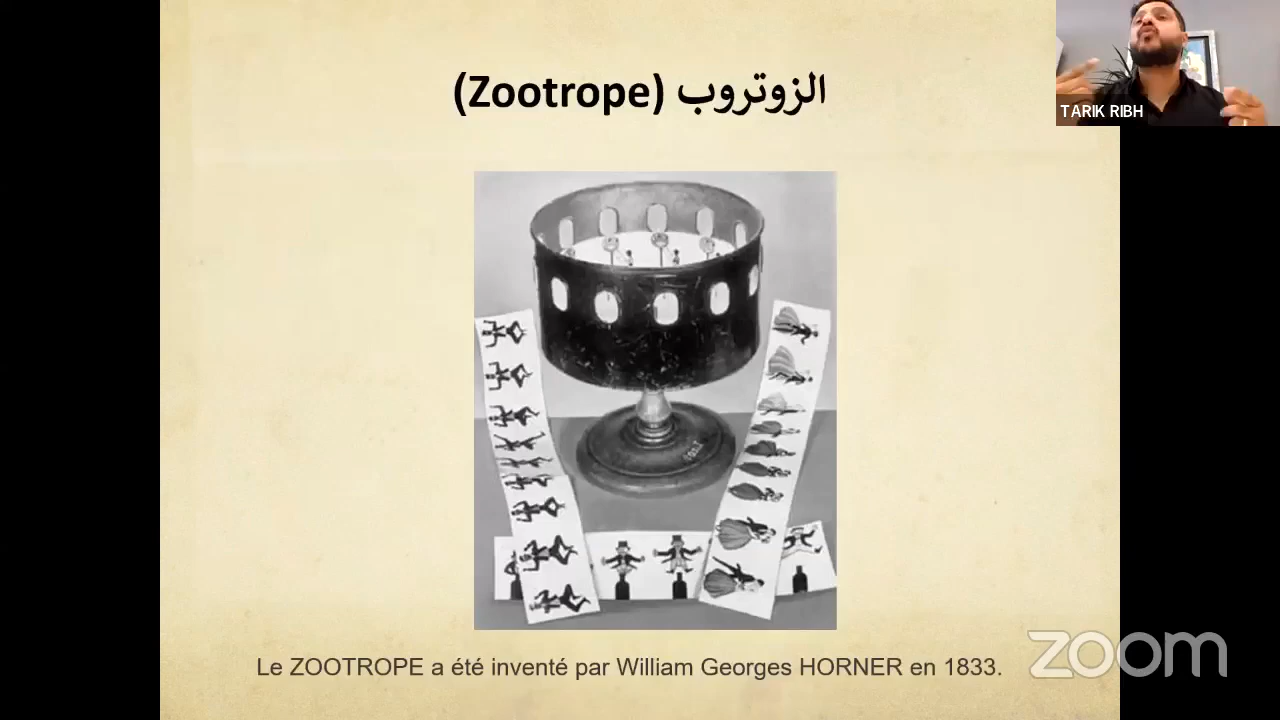 الزوتروب (Zootrope)
TARIK RIBH
Le ZOOTROPE a été inventé par William Georges HORNER en 1833.
zoom